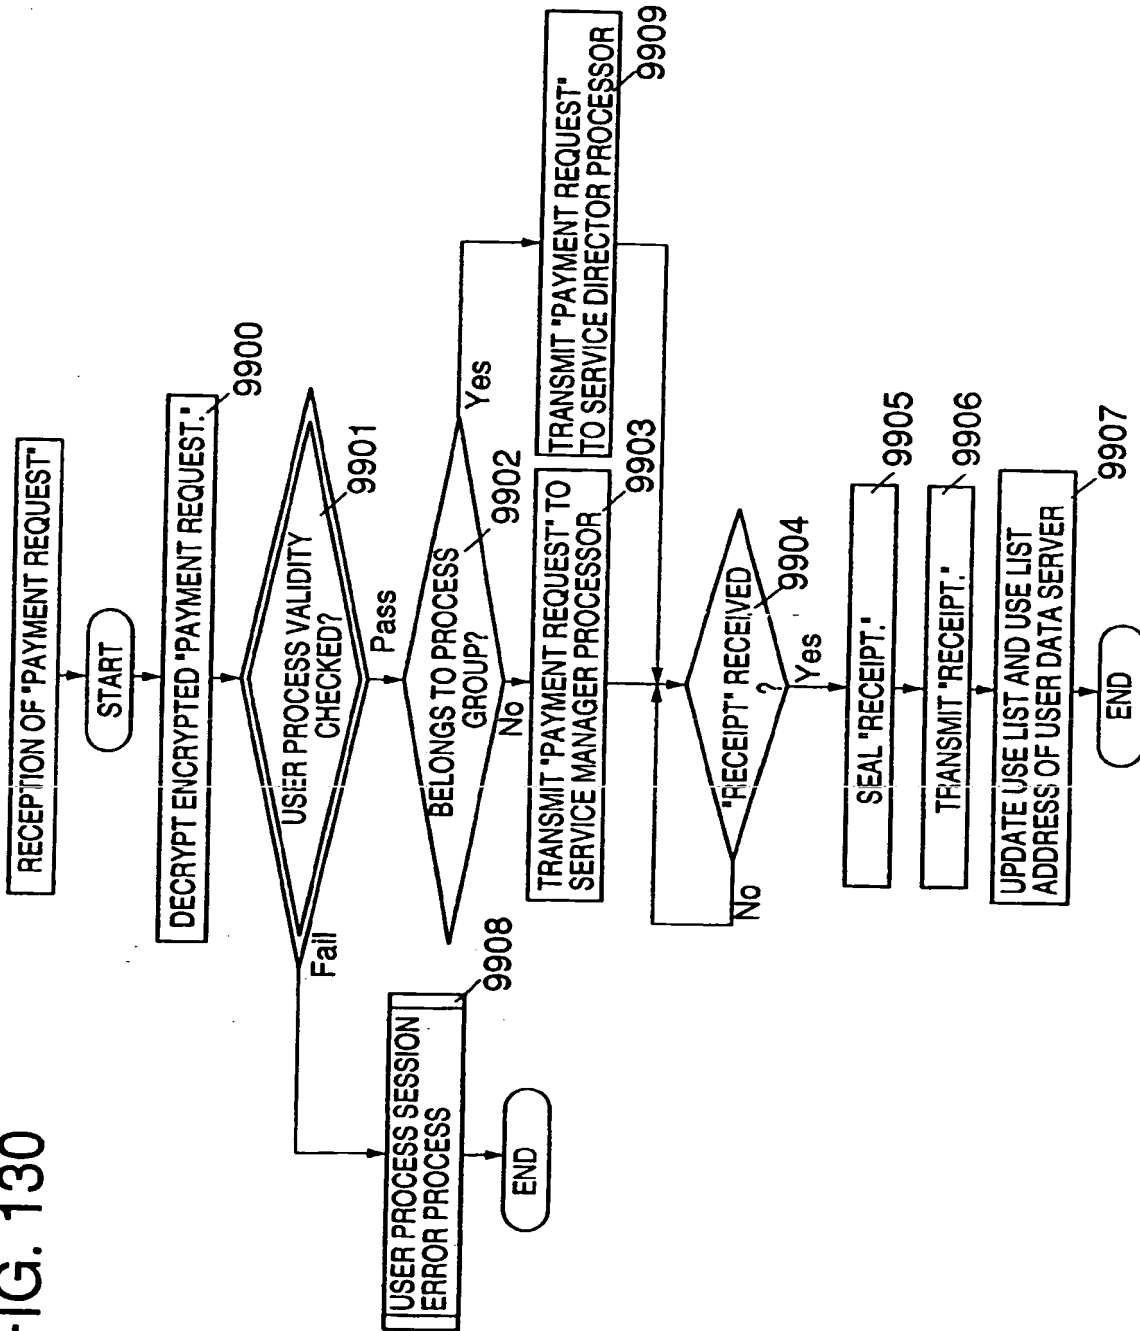 FIG. 130
RECEPTION OF "PAYMENT REQUEST"
START
DECRYPT ENCRYPTED "PAYMENT REQUEST."
9900
USER PROCESS VALIDITY
CHECKED?
9901
Fail
Pass
BELONGS TO PROCESS
GROUP?
9902
Yes
No
USER PROCESS SESSION
ERROR PROCESS
9908
END
TRANSMIT "PAYMENT REQUEST" TO
SERVICE MANAGER PROCESSOR
9903
TRANSMIT "PAYMENT REQUEST"
TO SERVICE DIRECTOR PROCESSOR
9909
"RECEIPT" RECEIVED
?
9904
No
Yes
SEAL "RECEIPT."
9905
TRANSMIT "RECEIPT."
9906
UPDATE USE LIST AND USE LIST
ADDRESS OF USER DATA SERVER
9907
END